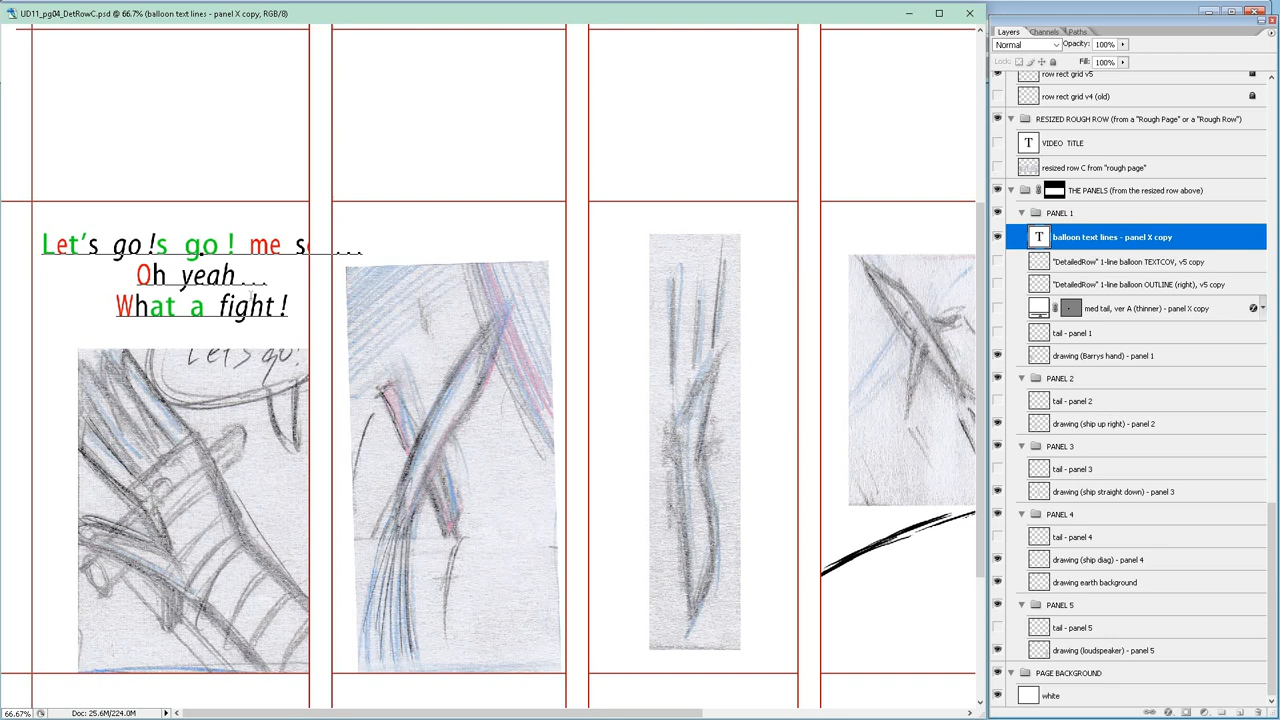 UD11_pg04_DetRowC.psd @ 66.7% (balloon text lines - panel X copy, RGB/8)
Layers Channels Paths
Normal Opacity: 100%
Lock: Fill: 100%
row rect grid v5
row rect grid v4 (old)
RESIZED ROUGH ROW (from a "Rough Page" or a "Rough Row")
T VIDEO TITLE
resized row C from "rough page"
THE PANELS (from the resized row above)
PANEL 1
T balloon text lines - panel X copy
"DetailedRow" 1-line balloon TEXTCOV, v5 copy
"DetailedRow" 1-line balloon OUTLINE (right), v5 copy
med tail, ver A (thinner) - panel X copy
tail - panel 1
drawing (Barrys hand) - panel 1
PANEL 2
tail - panel 2
drawing (ship up right) - panel 2
PANEL 3
tail - panel 3
drawing (ship straight down) - panel 3
PANEL 4
tail - panel 4
drawing (ship diag) - panel 4
drawing earth background
PANEL 5
tail - panel 5
drawing (loudspeaker) - panel 5
PAGE BACKGROUND
white
Let's go!s go! me s...
Oh yeah...
What a fight!
Let's go!
66.67% Doc: 25.6M/224.0M